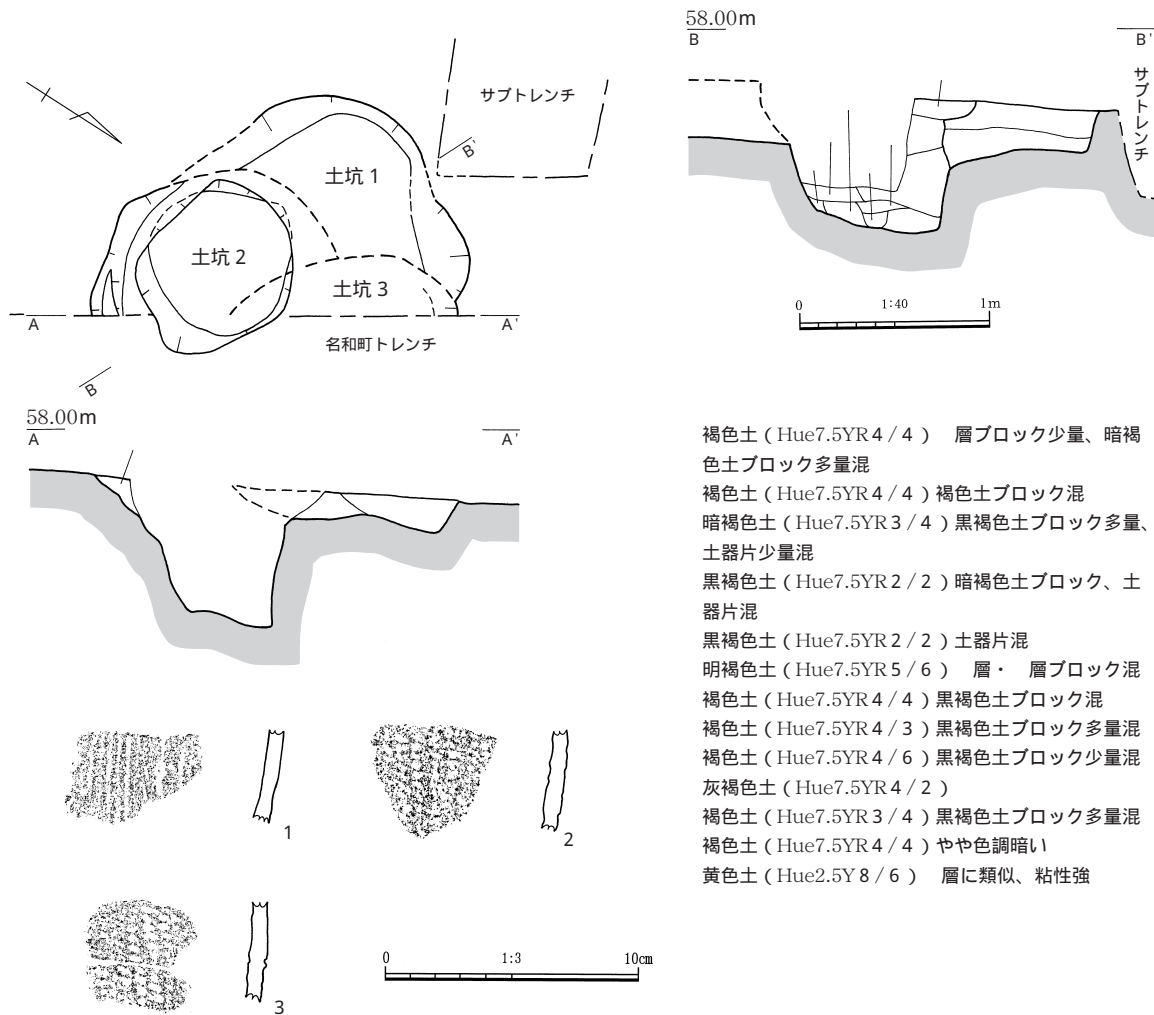 サブトレンチ
B'
土坑 1
土坑 2
土坑 3
A
A'
名和町トレンチ
B
58.00m
B
B'
サブトレンチ
0
1:40
1m
58.00m
A
A'
褐色土（Hue7.5YR４/４） 層ブロック少量、暗褐
色土ブロック多量混
褐色土（Hue7.5YR４/４）褐色土ブロック混
暗褐色土（Hue7.5YR３/４）黒褐色土ブロック多量、
土器片少量混
黒褐色土（Hue7.5YR２/２）暗褐色土ブロック、土
器片混
黒褐色土（Hue7.5YR２/２）土器片混
明褐色土（Hue7.5YR５/６） 層・ 層ブロック混
褐色土（Hue7.5YR４/４）黒褐色土ブロック混
褐色土（Hue7.5YR４/３）黒褐色土ブロック多量混
褐色土（Hue7.5YR４/６）黒褐色土ブロック少量混
灰褐色土（Hue7.5YR４/２）
褐色土（Hue7.5YR３/４）黒褐色土ブロック多量混
褐色土（Hue7.5YR４/４）やや色調暗い
黄色土（Hue2.5Y８/６） 層に類似、粘性強
1
2
3
0
1:3
10cm